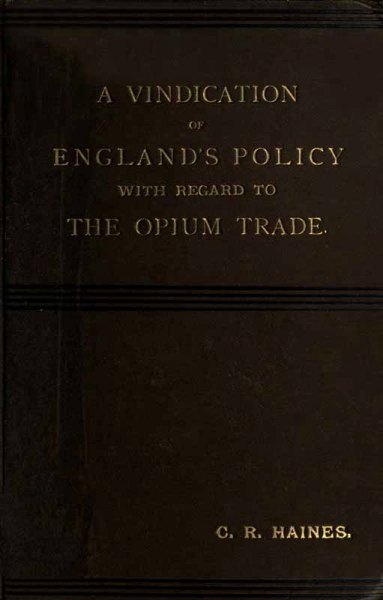 A VINDICATION
OF
ENGLAND'S POLICY
WITH REGARD TO
THE OPIUM TRADE.
C. R. HAINES.